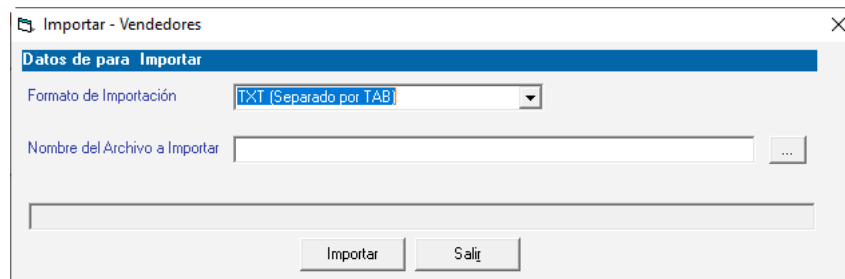 Importar - Vendedores
Datos de para Importar
Formato de Importación TXT (Separado por TAB)
Nombre del Archivo a Importar ...
Importar Salir